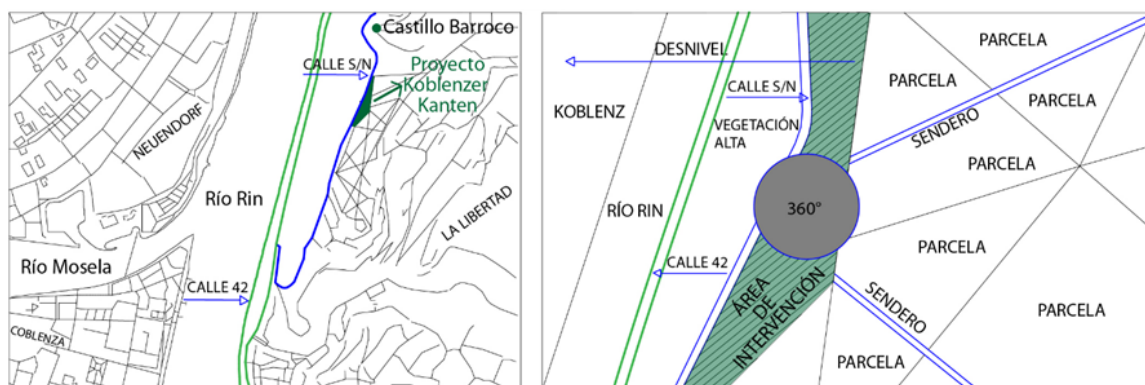 Castillo Barroco
CALLE S/N
Proyecto
Koblenzer
Kanten
NEUENDORF
Río Rin
LA LIBERTAD
Río Mosela
CALLE 42
COBLENZA
DESNIVEL
PARCELA
PARCELA
CALLE S/N
PARCELA
KOBLENZ
VEGETACIÓN
ALTA
SENDERO
PARCELA
360°
RÍO RIN
PARCELA
CALLE 42
ÁREA
DE
INTERVENCIÓN
SENDERO
PARCELA
PARCELA